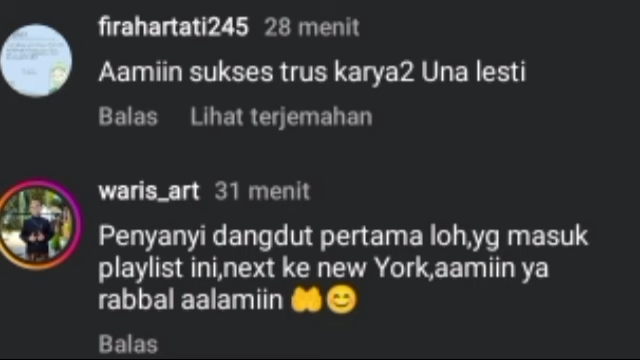 firahartati245 28 menit
Aamiin sukses trus karya2 Una lesti
Balas Lihat terjemahan
waris_art 31 menit
Penyanyi dangdut pertama loh,yg masuk
playlist ini,next ke new York,aamiin ya
rabbal aalamiin 🤲😊
Balas